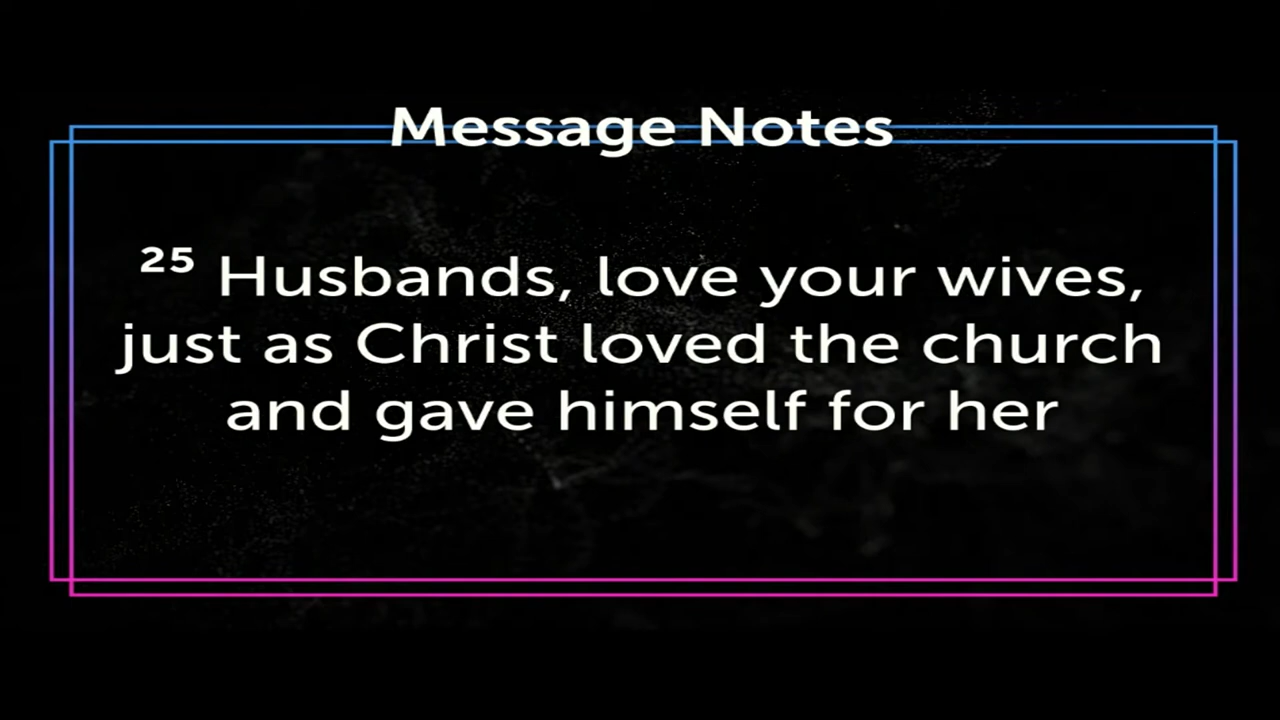 Message Notes
²⁵ Husbands, love your wives,
just as Christ loved the church
and gave himself for her